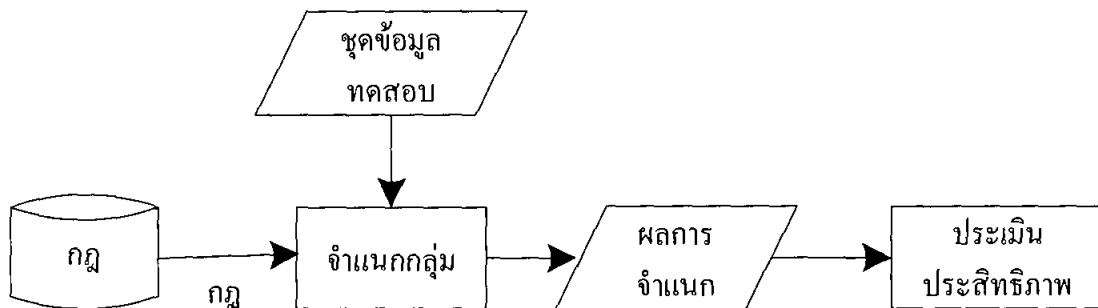 ชุดข้อมูล
ทดสอบ
กฎ
กฎ
จำแนกกลุ่ม
ผลการ
จำแนก
ประเมิน
ประสิทธิภาพ